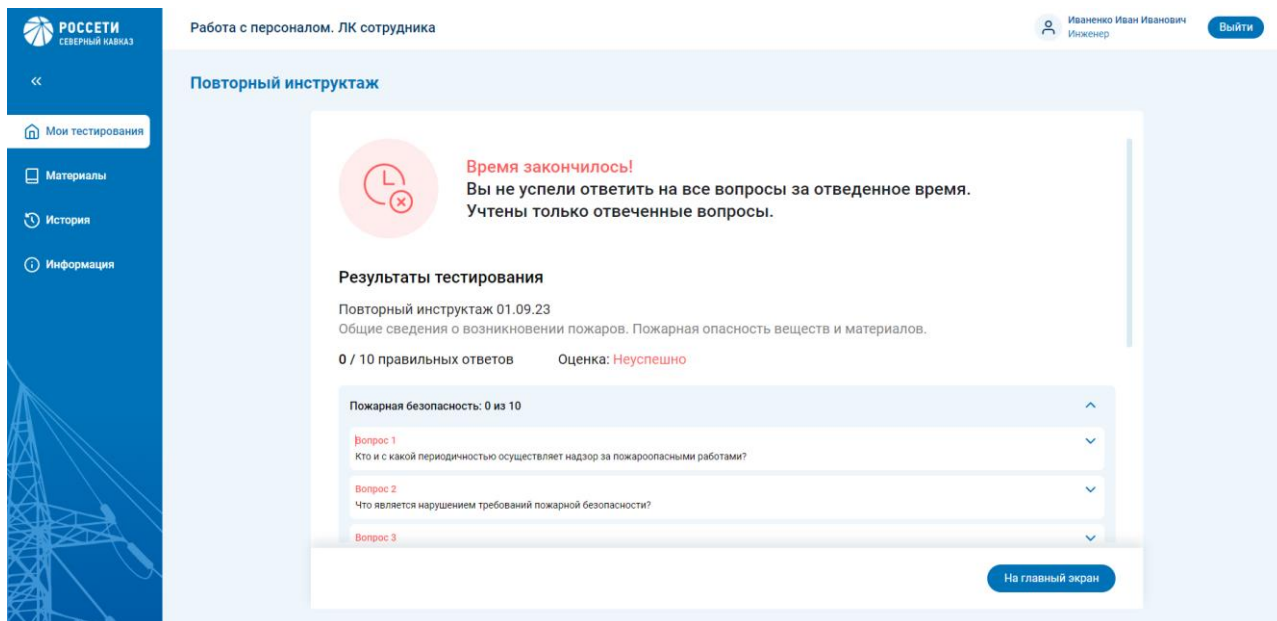 РОССЕТИ
СЕВЕРНЫЙ КАВКАЗ
Работа с персоналом. ЛК сотрудника
Иваненко Иван Иванович
Инженер
Выйти
Повторный инструктаж
Мои тестирования
Материалы
История
Информация
Время закончилось!
Вы не успели ответить на все вопросы за отведенное время.
Учтены только отвеченные вопросы.
Результаты тестирования
Повторный инструктаж 01.09.23
Общие сведения о возникновении пожаров. Пожарная опасность веществ и материалов.
0 / 10 правильных ответов
Оценка: Неуспешно
Пожарная безопасность: 0 из 10
Вопрос 1
Кто и с какой периодичностью осуществляет надзор за пожароопасными работами?
Вопрос 2
Что является нарушением требований пожарной безопасности?
Вопрос 3
На главный экран